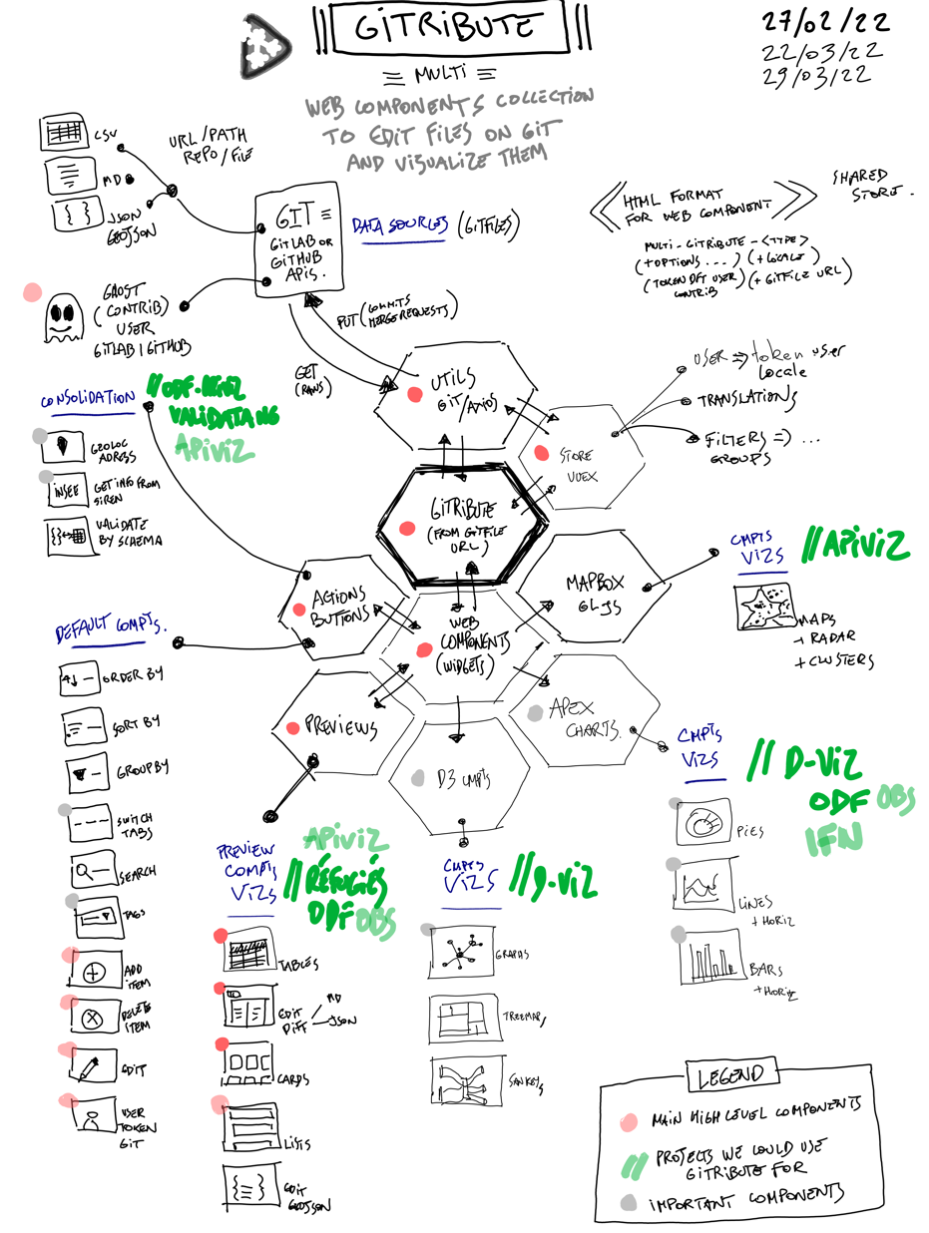 GITRIBUTE
27/02/22
22/03/22
29/03/22
MULTI
WEB COMPONENTS COLLECTION
TO EDIT FILES ON GIT
AND VISUALIZE THEM
CSV
MD
JSON
GEOJSON
URL/PATH
REPO/FILE
GIT
GITLAB OR
GITHUB
APIS.
DATA SOURCES (GITFILES)
HTML FORMAT
FOR WEB COMPONENT
SHARED
STORE.
MULTI-GITRIBUTE-<TYPE>
(+OPTIONS ...) (+LOCALE)
(TOKEN DFT USER) (+GITFILE URL)
CONTRIB
GHOST
(CONTRIB)
USER
GITLAB | GITHUB
PUT (COMMITS
MERGE REQUESTS)
GET
(RAWS)
UTILS
GIT/AXIOS
STORE
VUEX
USER => token user
Locale
TRANSLATIONS
FILTERS => ...
GROUPS
CONSOLIDATION
VALIDATA
APIVIZ
GEOLOC
ADRESS
INSEE
GET INFO FROM
SIREN
VALIDATE
BY SCHEMA
GITRIBUTE
(FROM GITFILE
URL)
ACTIONS
BUTTONS
WEB
COMPONENTS
(WIDGETS)
MAPBOX
GLJS
CMPTS
VIZS
//APIVIZ
MAPS
+ RADAR
+ CLUSTERS
PREVIEWS
D3 CMPTS
APEX
CHARTS.
DEFAULT COMPTS.
ORDER BY
SORT BY
GROUP BY
SWITCH
TABS
SEARCH
TAGS
ADD
ITEM
DELETE
ITEM
EDIT
USER
TOKEN
GIT
PREVIEW
COMPTS
VIZS
APIVIZ
//RÉFUGIÉS
ODF OBS
TABLES
EDIT
DIFF
MD
JSON
CARDS
LISTS
EDIT
GEOJSON
CMPTS
VIZS
//D-VIZ
GRAPHS
TREEMAPS
SANKEYS
CMPTS
VIZS
// D-VIZ
ODF OBS
IFN
PIES
LINES
+ HORIZ
BARS
+ HORIZ
LEGEND
MAIN HIGH LEVEL COMPONENTS
PROJECTS WE COULD USE
GITRIBUTE FOR
IMPORTANT COMPONENTS